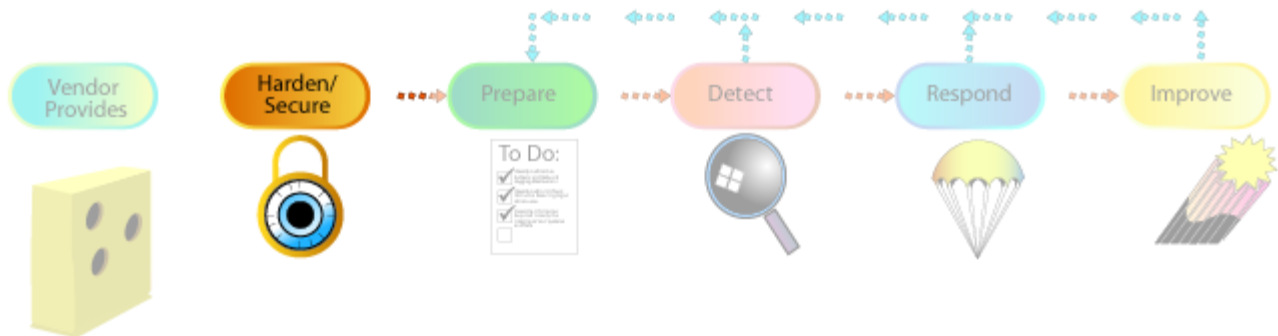 Vendor
Provides
Harden/
Secure
Prepare
Detect
Respond
Improve
To Do: